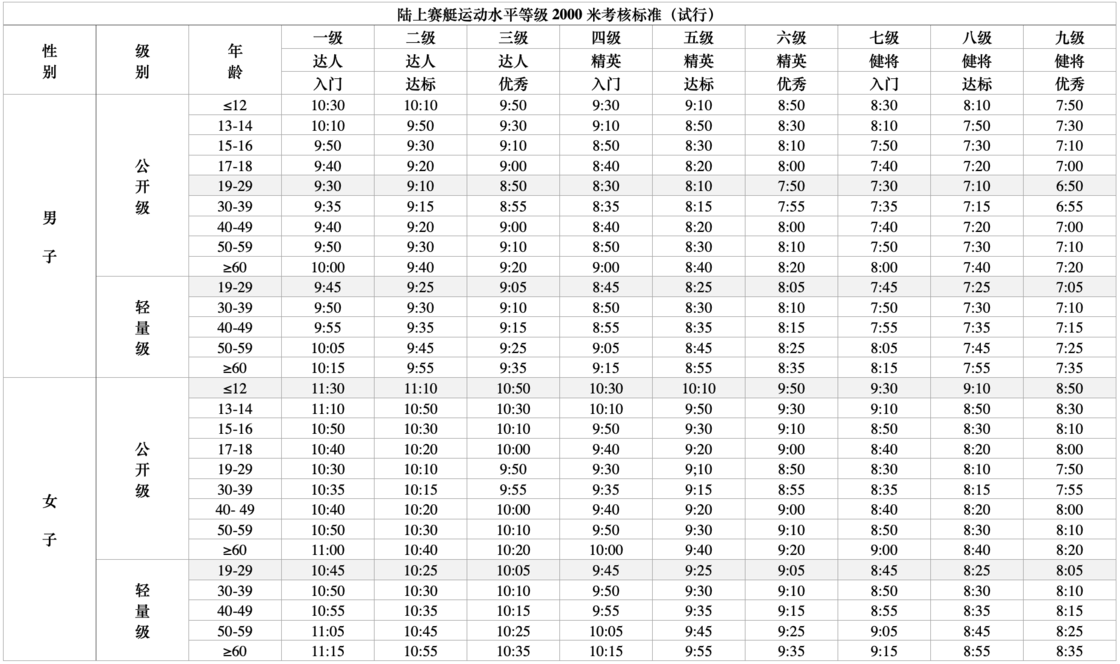 陆上赛艇运动水平等级 2000 米考核标准（试行）
性别 级别 年龄 一级 二级 三级 四级 五级 六级 七级 八级 九级
达人 达人 达人 精英 精英 精英 健将 健将 健将
入门 达标 优秀 入门 达标 优秀 入门 达标 优秀
男子
公开级
≤12 10:30 10:10 9:50 9:30 9:10 8:50 8:30 8:10 7:50
13-14 10:10 9:50 9:30 9:10 8:50 8:30 8:10 7:50 7:30
15-16 9:50 9:30 9:10 8:50 8:30 8:10 7:50 7:30 7:10
17-18 9:40 9:20 9:00 8:40 8:20 8:00 7:40 7:20 7:00
19-29 9:30 9:10 8:50 8:30 8:10 7:50 7:30 7:10 6:50
30-39 9:35 9:15 8:55 8:35 8:15 7:55 7:35 7:15 6:55
40-49 9:40 9:20 9:00 8:40 8:20 8:00 7:40 7:20 7:00
50-59 9:50 9:30 9:10 8:50 8:30 8:10 7:50 7:30 7:10
≥60 10:00 9:40 9:20 9:00 8:40 8:20 8:00 7:40 7:20
轻量级
19-29 9:45 9:25 9:05 8:45 8:25 8:05 7:45 7:25 7:05
30-39 9:50 9:30 9:10 8:50 8:30 8:10 7:50 7:30 7:10
40-49 9:55 9:35 9:15 8:55 8:35 8:15 7:55 7:35 7:15
50-59 10:05 9:45 9:25 9:05 8:45 8:25 8:05 7:45 7:25
≥60 10:15 9:55 9:35 9:15 8:55 8:35 8:15 7:55 7:35
女子
公开级
≤12 11:30 11:10 10:50 10:30 10:10 9:50 9:30 9:10 8:50
13-14 11:10 10:50 10:30 10:10 9:50 9:30 9:10 8:50 8:30
15-16 10:50 10:30 10:10 9:50 9:30 9:10 8:50 8:30 8:10
17-18 10:40 10:20 10:00 9:40 9:20 9:00 8:40 8:20 8:00
19-29 10:30 10:10 9:50 9:30 9;10 8:50 8:30 8:10 7:50
30-39 10:35 10:15 9:55 9:35 9:15 8:55 8:35 8:15 7:55
40- 49 10:40 10:20 10:00 9:40 9:20 9:00 8:40 8:20 8:00
50-59 10:50 10:30 10:10 9:50 9:30 9:10 8:50 8:30 8:10
≥60 11:00 10:40 10:20 10:00 9:40 9:20 9:00 8:40 8:20
轻量级
19-29 10:45 10:25 10:05 9:45 9:25 9:05 8:45 8:25 8:05
30-39 10:50 10:30 10:10 9:50 9:30 9:10 8:50 8:30 8:10
40-49 10:55 10:35 10:15 9:55 9:35 9:15 8:55 8:35 8:15
50-59 11:05 10:45 10:25 10:05 9:45 9:25 9:05 8:45 8:25
≥60 11:15 10:55 10:35 10:15 9:55 9:35 9:15 8:55 8:35